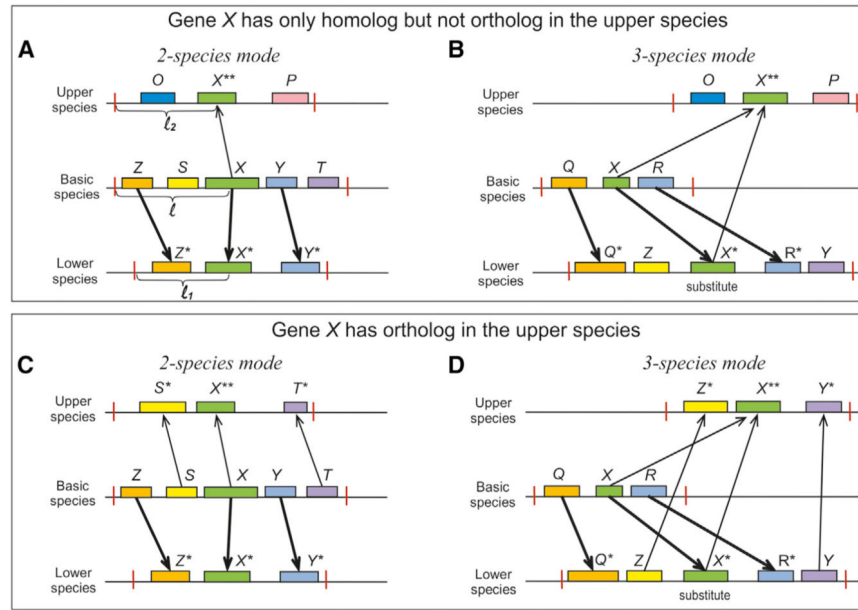 Gene X has only homolog but not ortholog in the upper species
A
2-species mode
Upper species
O X** P
ℓ₂
Basic species
Z S X Y T
ℓ
Lower species
Z* X* Y*
ℓ₁
B
3-species mode
Upper species
O X** P
Basic species
Q X R
Lower species
Q* Z X* R* Y
substitute
Gene X has ortholog in the upper species
C
2-species mode
Upper species
S* X** T*
Basic species
Z S X Y T
Lower species
Z* X* Y*
D
3-species mode
Upper species
Z* X** Y*
Basic species
Q X R
Lower species
Q* Z X* R* Y
substitute